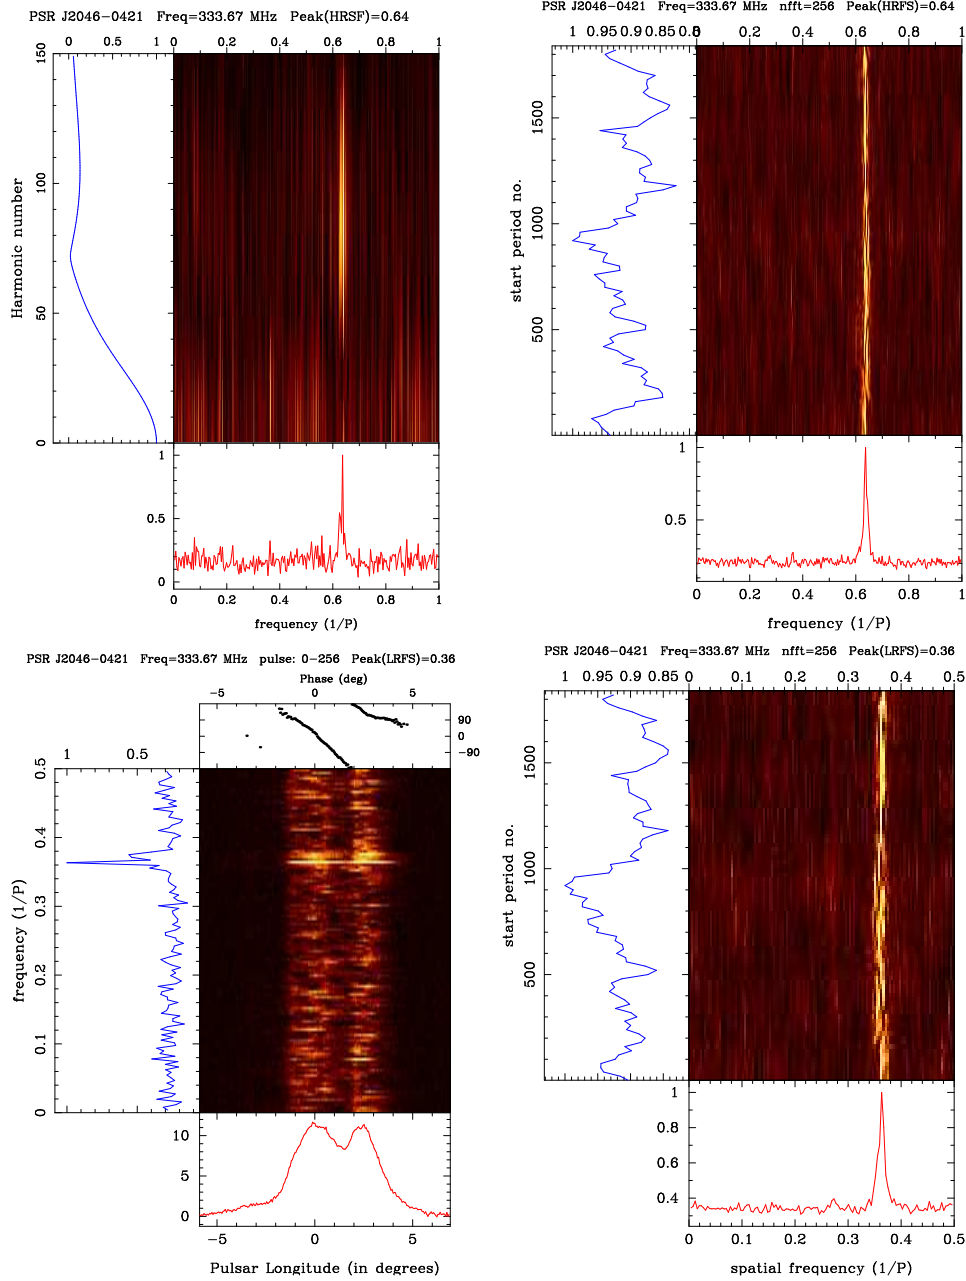 PSR J2046-0421 Freq=333.67 MHz Peak(HRSF)=0.64
0 0.5 1 0 0.2 0.4 0.6 0.8 1
Harmonic number
150
100
50
0
1
0.5
0
0 0.2 0.4 0.6 0.8 1
frequency (1/P)
PSR J2046-0421 Freq=333.67 MHz nfft=256 Peak(HRFS)=0.64
1 0.95 0.9 0.85 0.8 0 0.2 0.4 0.6 0.8 1
start period no.
1500
1000
500
1
0.5
0 0.2 0.4 0.6 0.8 1
frequency (1/P)
PSR J2046-0421 Freq=333.67 MHz pulse: 0-256 Peak(LRFS)=0.36
Phase (deg)
-5 0 5
90
0
-90
1 0.5
frequency (1/P)
0.5
0.4
0.3
0.2
0.1
0
10
5
0
-5 0 5
Pulsar Longitude (in degrees)
PSR J2046-0421 Freq=333.67 MHz nfft=256 Peak(LRFS)=0.36
1 0.95 0.9 0.85 0 0.1 0.2 0.3 0.4 0.5
start period no.
1500
1000
500
1
0.8
0.6
0.4
0 0.1 0.2 0.3 0.4 0.5
spatial frequency (1/P)